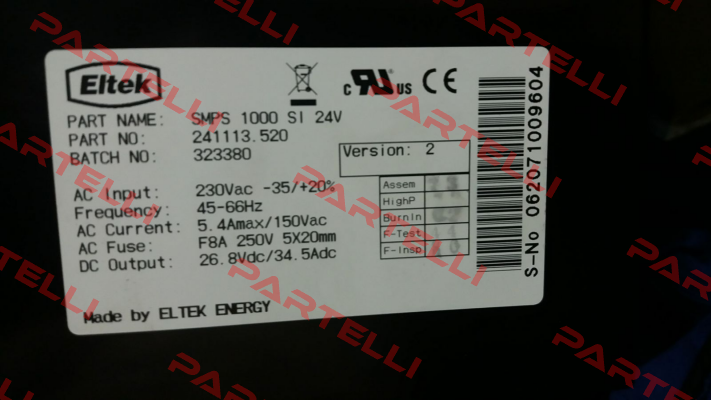 Eltek
c RU us CE
PART NAME: SMPS 1000 SI 24V
PART NO: 241113.520
BATCH NO: 323380
Version: 2
AC Input: 230Vac -35/+20%
Frequency: 45-66Hz
AC Current: 5.4Amax/150Vac
AC Fuse: F8A 250V 5X20mm
DC Output: 26.8Vdc/34.5Adc
Assem
HighP
BurnIn
F-Test
F-Insp
Made by ELTEK ENERGY
S-No 062071009604
PARTELLI
PARTELLI
PARTELLI
PARTELLI
PARTELLI
PARTELLI